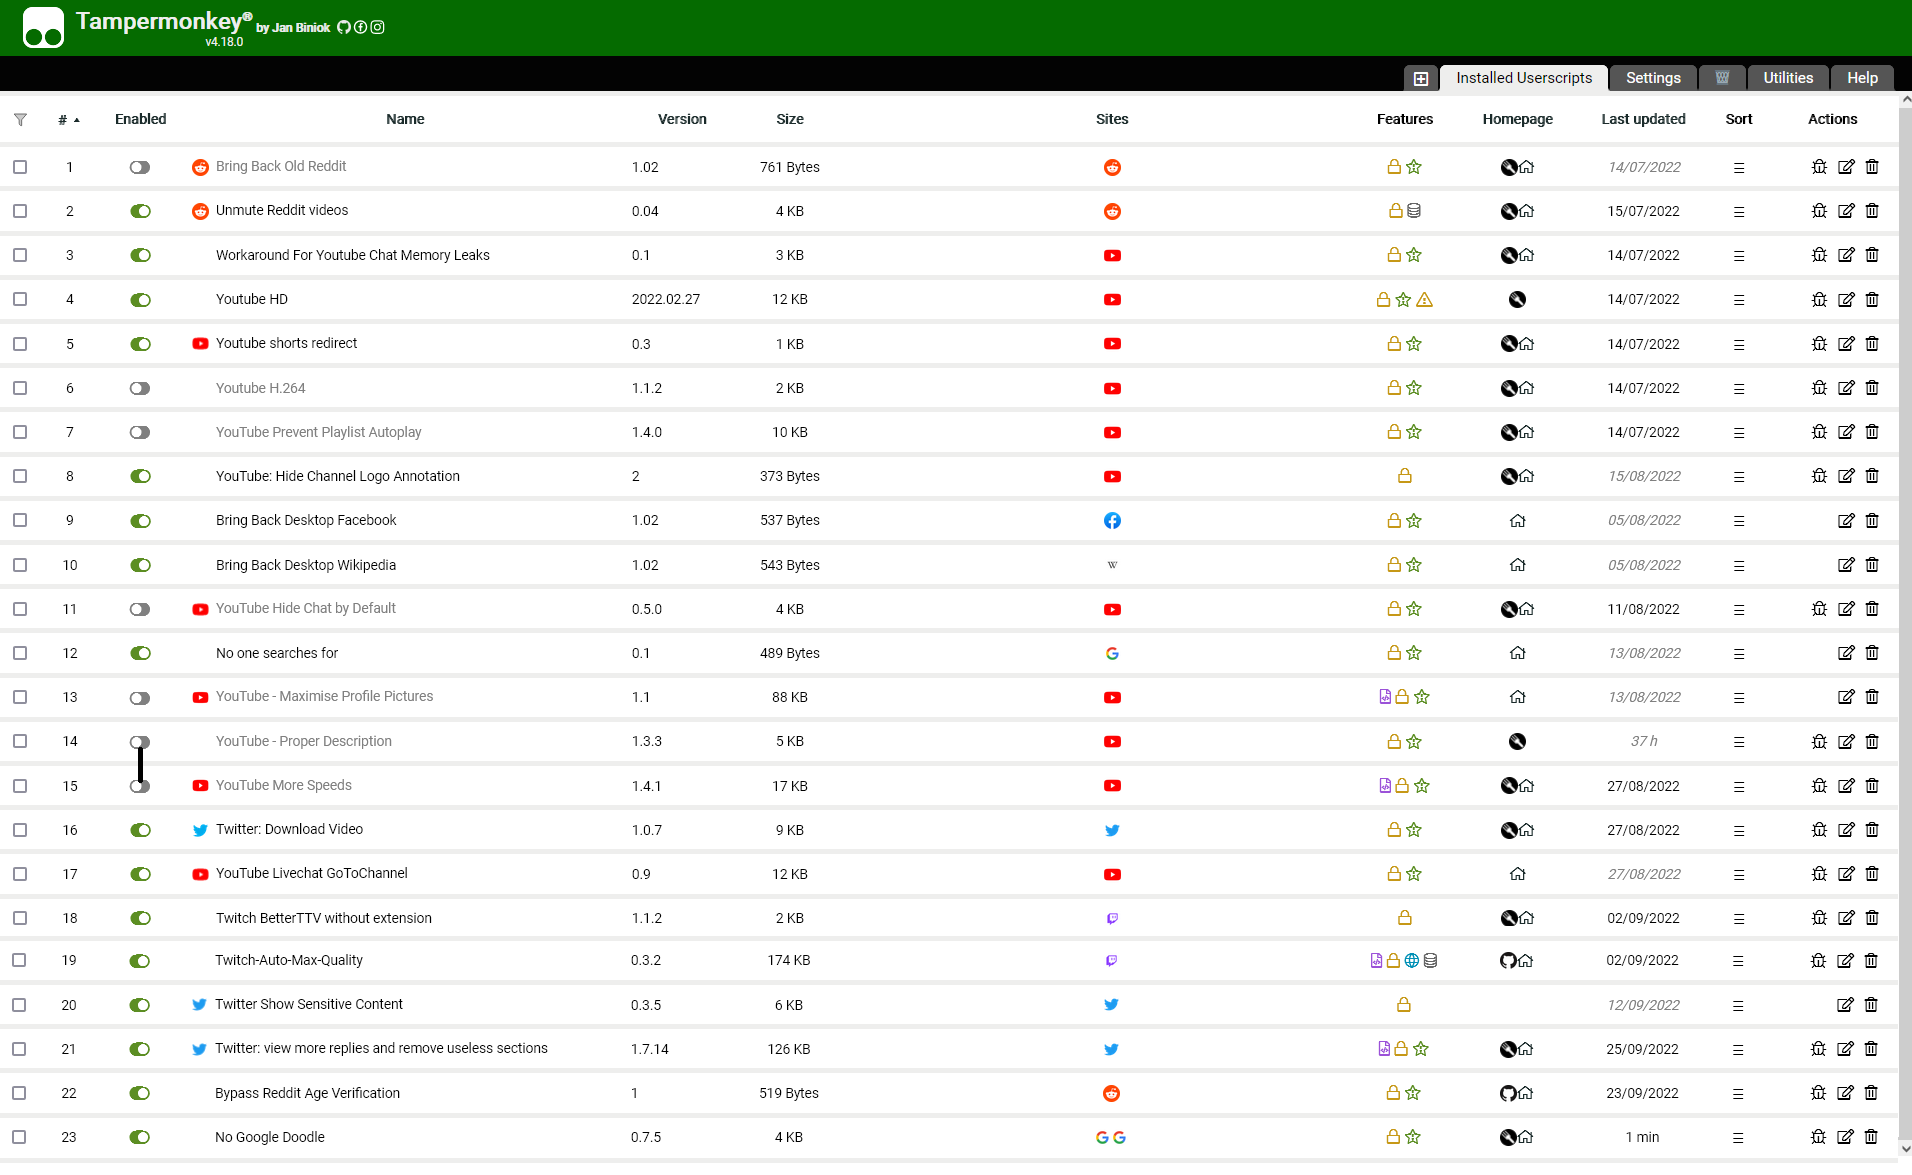 Tampermonkey® by Jan Biniok
v4.18.0
Installed Userscripts Settings Utilities Help
# Enabled Name Version Size Sites Features Homepage Last updated Sort Actions
1 Bring Back Old Reddit 1.02 761 Bytes 14/07/2022
2 Unmute Reddit videos 0.04 4 KB 15/07/2022
3 Workaround For Youtube Chat Memory Leaks 0.1 3 KB 14/07/2022
4 Youtube HD 2022.02.27 12 KB 14/07/2022
5 Youtube shorts redirect 0.3 1 KB 14/07/2022
6 Youtube H.264 1.1.2 2 KB 14/07/2022
7 YouTube Prevent Playlist Autoplay 1.4.0 10 KB 14/07/2022
8 YouTube: Hide Channel Logo Annotation 2 373 Bytes 15/08/2022
9 Bring Back Desktop Facebook 1.02 537 Bytes 05/08/2022
10 Bring Back Desktop Wikipedia 1.02 543 Bytes W 05/08/2022
11 YouTube Hide Chat by Default 0.5.0 4 KB 11/08/2022
12 No one searches for 0.1 489 Bytes 13/08/2022
13 YouTube - Maximise Profile Pictures 1.1 88 KB 13/08/2022
14 YouTube - Proper Description 1.3.3 5 KB 37 h
15 YouTube More Speeds 1.4.1 17 KB 27/08/2022
16 Twitter: Download Video 1.0.7 9 KB 27/08/2022
17 YouTube Livechat GoToChannel 0.9 12 KB 27/08/2022
18 Twitch BetterTTV without extension 1.1.2 2 KB 02/09/2022
19 Twitch-Auto-Max-Quality 0.3.2 174 KB 02/09/2022
20 Twitter Show Sensitive Content 0.3.5 6 KB 12/09/2022
21 Twitter: view more replies and remove useless sections 1.7.14 126 KB 25/09/2022
22 Bypass Reddit Age Verification 1 519 Bytes 23/09/2022
23 No Google Doodle 0.7.5 4 KB 1 min